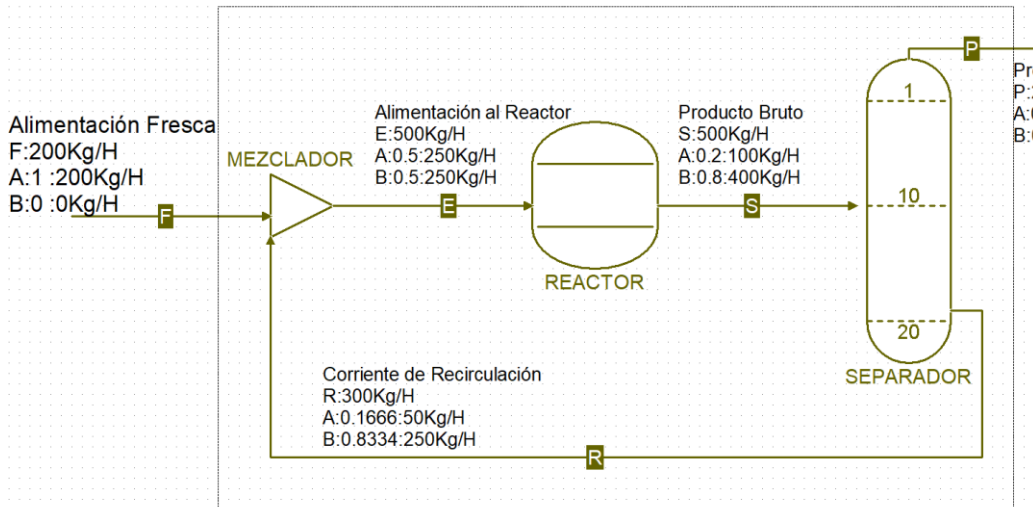 Alimentación Fresca
F:200Kg/H
A:1 :200Kg/H
B:0 :0Kg/H
F
MEZCLADOR
Alimentación al Reactor
E:500Kg/H
A:0.5:250Kg/H
B:0.5:250Kg/H
E
REACTOR
Producto Bruto
S:500Kg/H
A:0.2:100Kg/H
B:0.8:400Kg/H
S
1
10
20
SEPARADOR
P
Corriente de Recirculación
R:300Kg/H
A:0.1666:50Kg/H
B:0.8334:250Kg/H
R